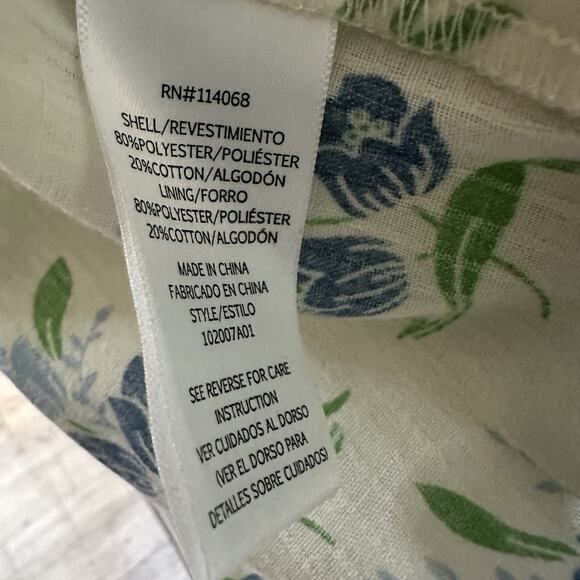 RN#114068
SHELL/REVESTIMIENTO
80%POLYESTER/POLIÉSTER
20%COTTON/ALGODÓN
LINING/FORRO
80%POLYESTER/POLIÉSTER
20%COTTON/ALGODÓN
MADE IN CHINA
FABRICADO EN CHINA
STYLE/ESTILO
102007A01
SEE REVERSE FOR CARE
INSTRUCTION
VER CUIDADOS AL DORSO
(VER EL DORSO PARA
DETALLES SOBRE CUIDADOS)